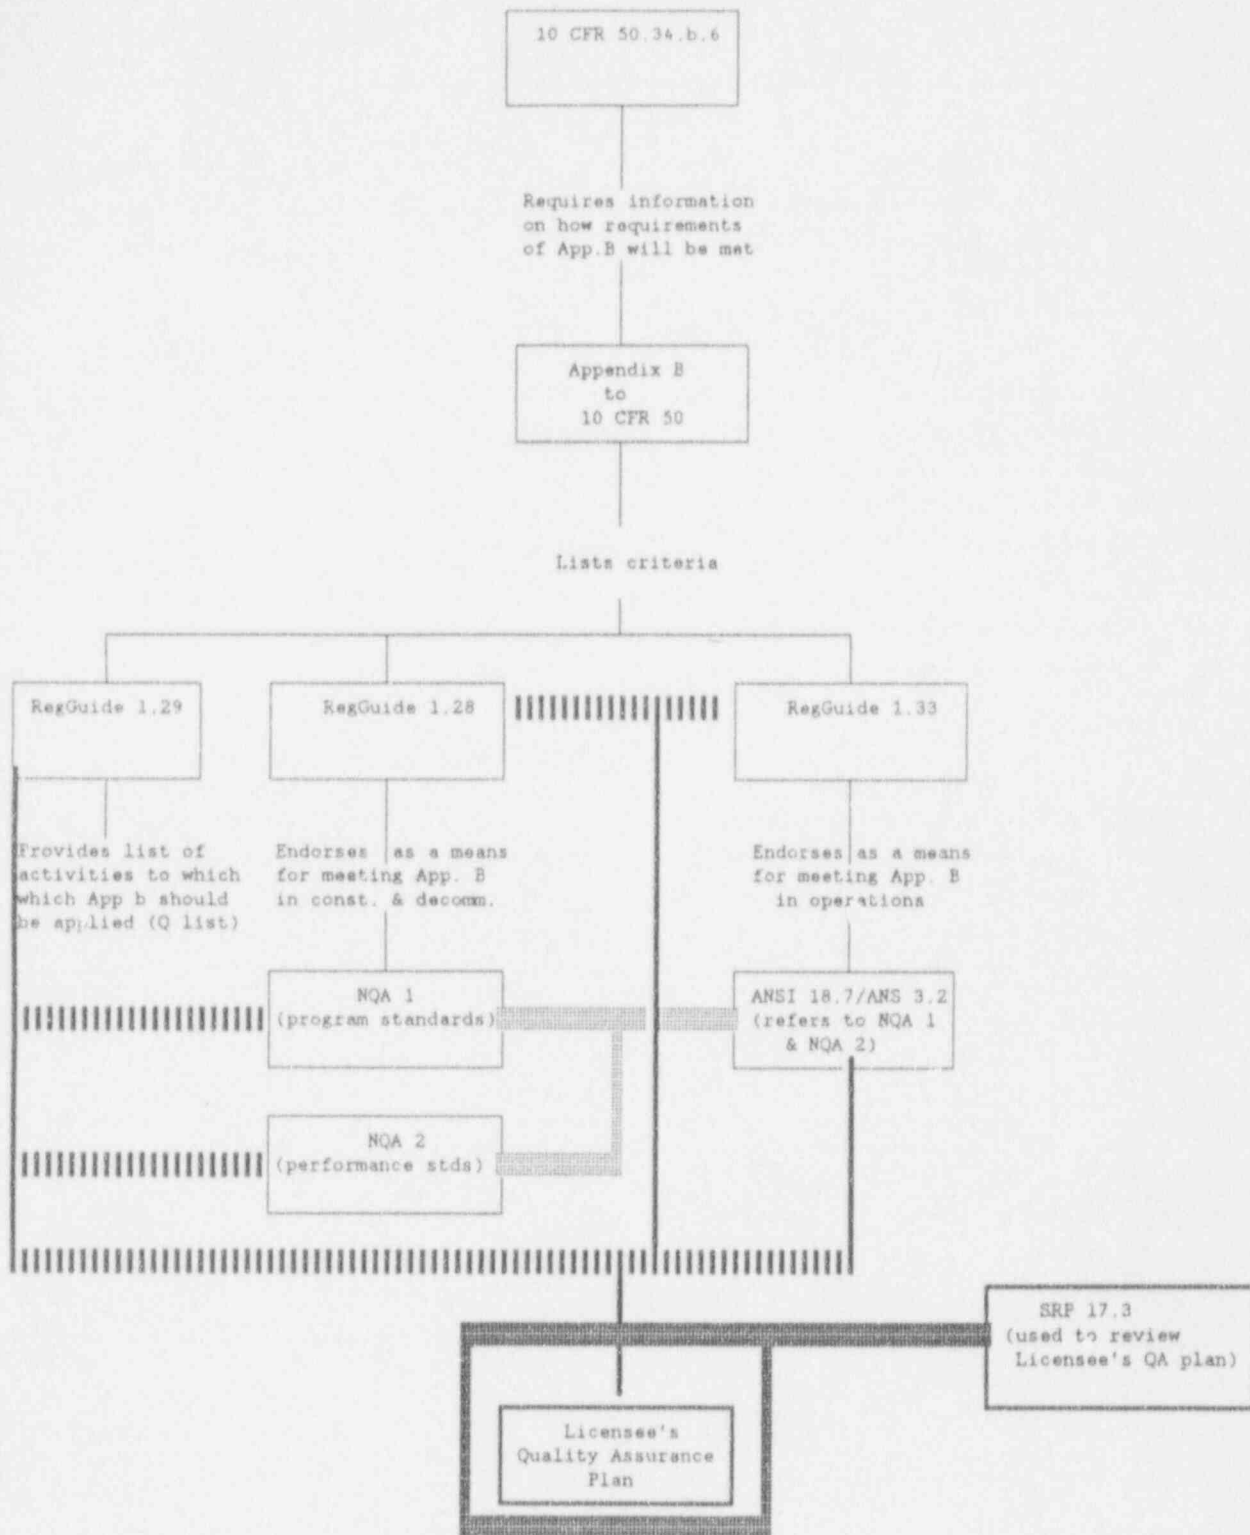 10 CFR 50.34.b.6
Requires information
on how requirements
of App.B will be met
Appendix B
to
10 CFR 50
Lists criteria
RegGuide 1.29
RegGuide 1.28
RegGuide 1.33
Provides list of
activities to which
which App b should
be applied (Q list)
Endorses as a means
for meeting App. B
in const. & decomm.
Endorses as a means
for meeting App. B
in operations
NQA 1
(program standards)
ANSI 18.7/ANS 3.2
(refers to NQA 1
& NQA 2)
NQA 2
(performance stds)
SRP 17.3
(used to review
Licensee's QA plan)
Licensee's
Quality Assurance
Plan